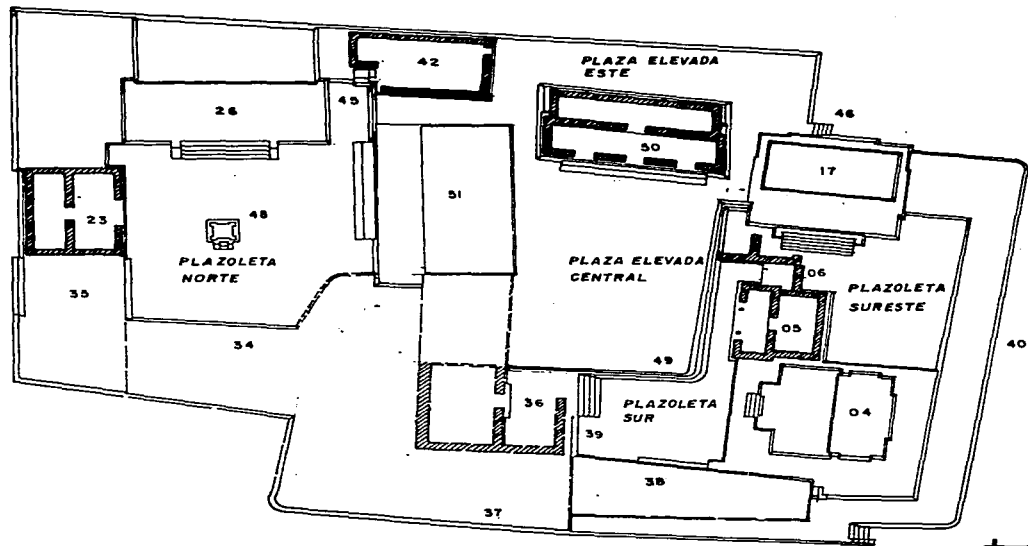 42
PLAZA ELEVADA
ESTE
26
45
46
50
17
23
48
51
PLAZOLETA
NORTE
PLAZA ELEVADA
CENTRAL
06
PLAZOLETA
SURESTE
35
05
34
49
40
36
PLAZOLETA
SUR
04
39
38
37